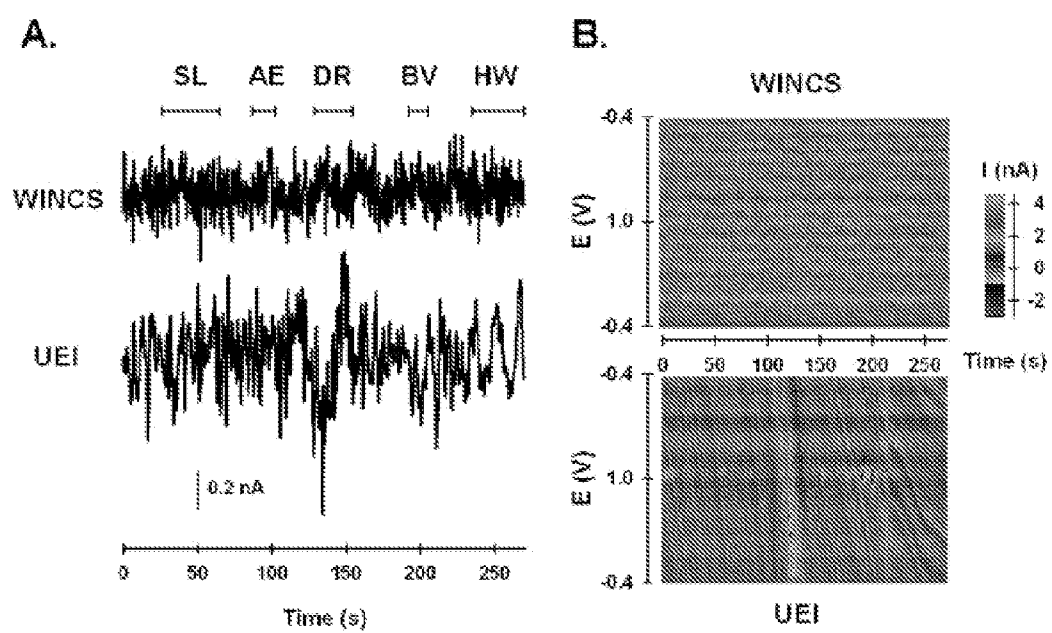 A.
SL AE DR BV HW
WINCS
UEI
0.2 nA
0 50 100 150 200 250
Time (s)
B.
WINCS
-0.4
E (V)
1.0
-0.4
I (nA)
4
2
0
-2
0 50 100 150 200 250
Time (s)
-0.4
E (V)
1.0
-0.4
UEI